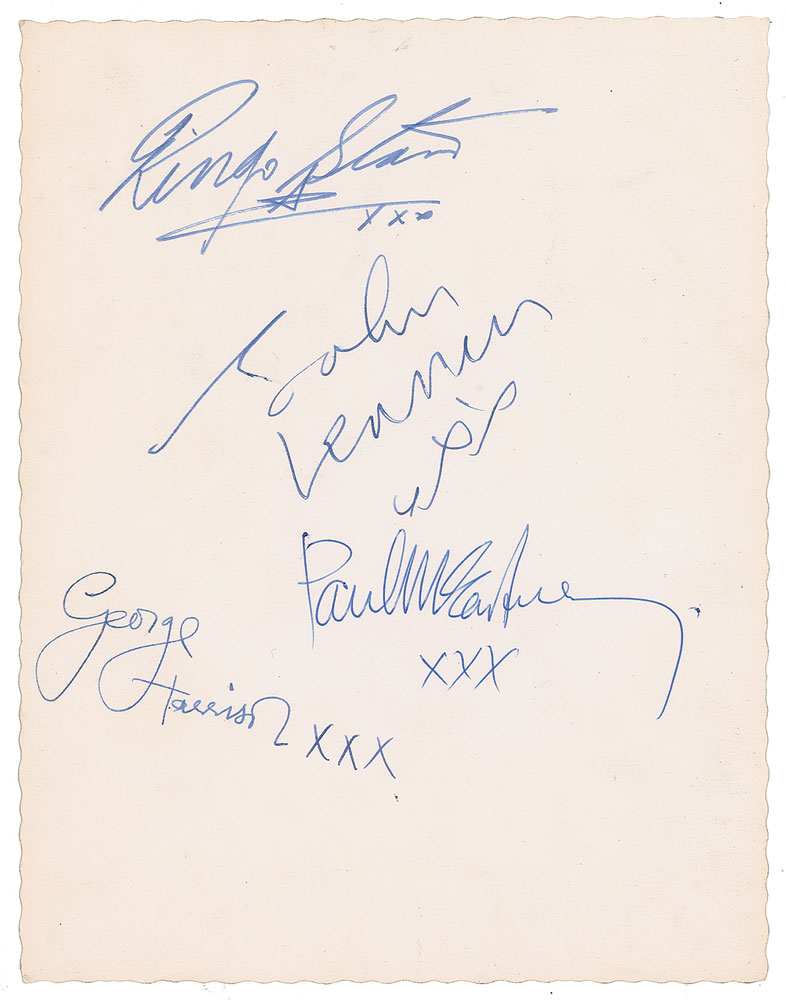 Ringo Starr
xxx
John
Lennon
xxx
Paul McCartney
XXX
George
Harrison XXX